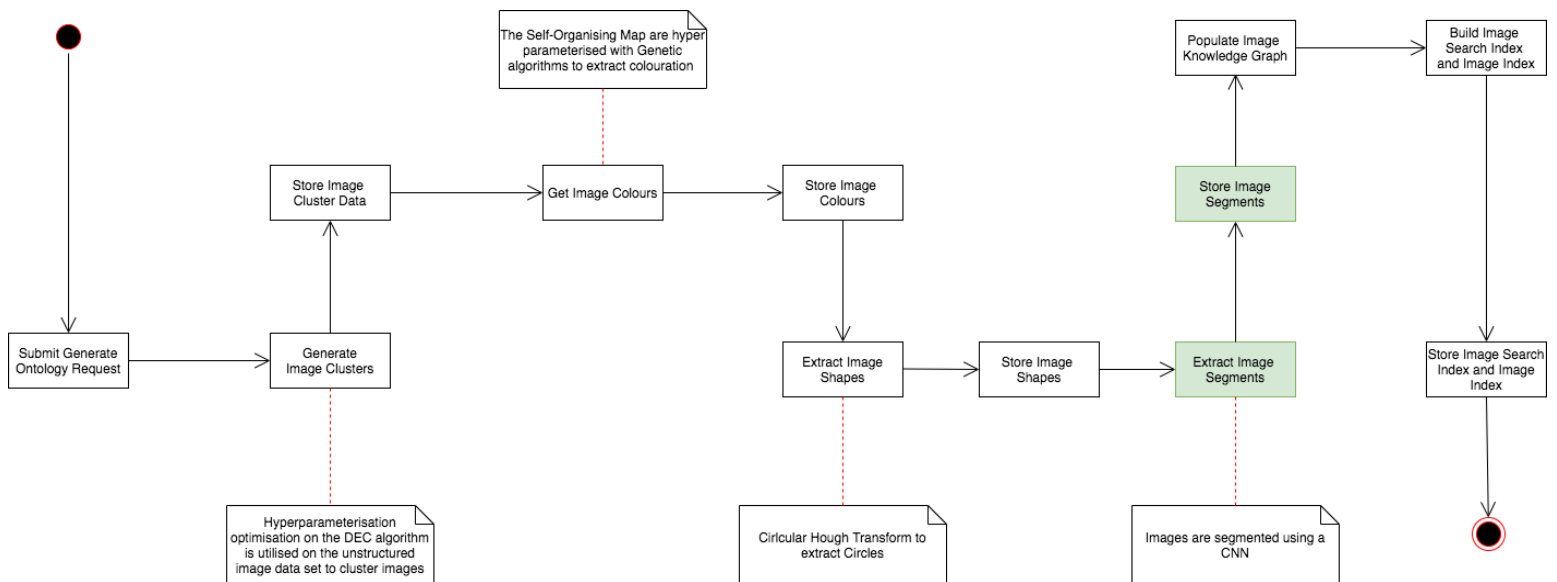 The Self-Organising Map are hyper
parameterised with Genetic
algorithms to extract colouration
Populate Image
Knowledge Graph
Build Image
Search Index
and Image Index
Store Image
Cluster Data
Get Image Colours
Store Image
Colours
Store Image
Segments
Submit Generate
Ontology Request
Generate
Image Clusters
Extract Image
Shapes
Store Image
Shapes
Extract Image
Segments
Store Image Search
Index and Image
Index
Hyperparameterisation
optimisation on the DEC algorithm
is utilised on the unstructured
image data set to cluster images
Cirlcular Hough Transform to
extract Circles
Images are segmented using a
CNN